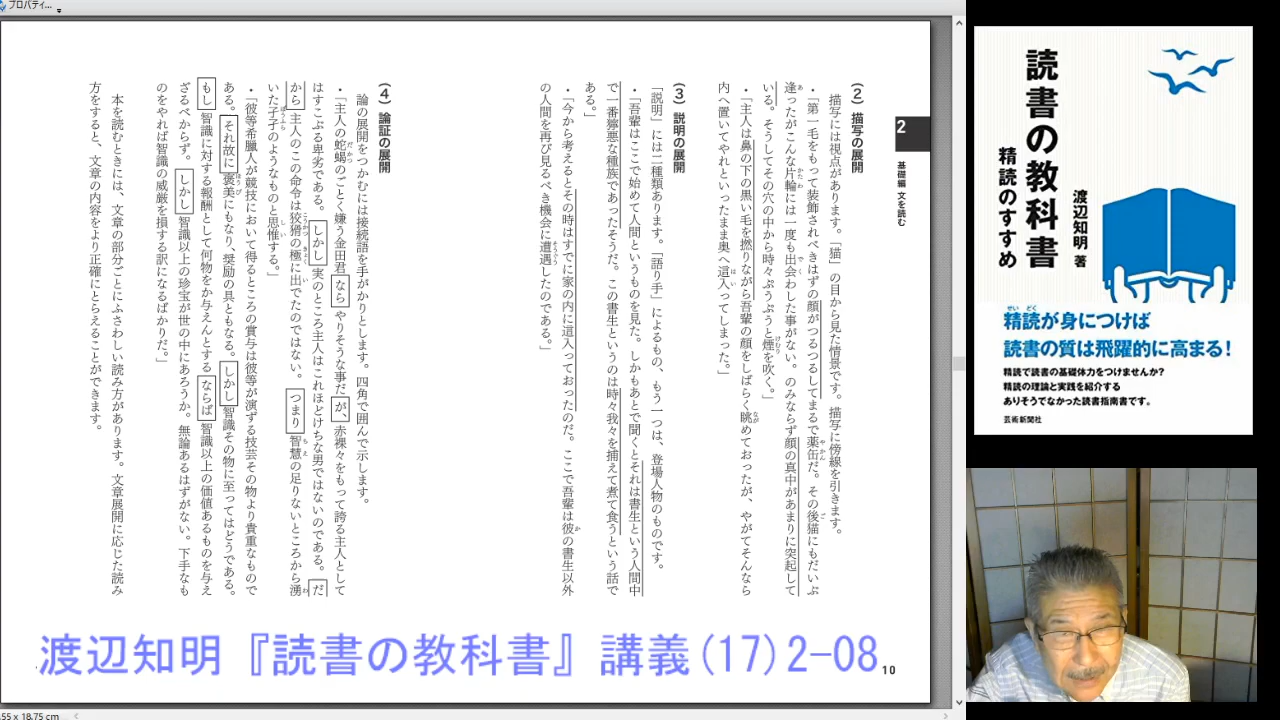 プロパティ...
2
基礎編 文を読む
(2) 描写の展開
描写には視点があります。「猫」の目から見た情景です。描写に傍線を引きます。
・「第一毛をもって装飾されべきはずの顔がつるつるしてまるで薬缶だ。その後猫にもだいぶ
逢ったがこんな片輪には一度も出会わした事がない。のみならず顔の真中があまりに突起して
いる。そうしてその穴の中から時々ぷうぷうと煙を吹く。」
・「主人は鼻の下の黒い毛を撚りながら吾輩の顔をしばらく眺めておったが、やがてそんなら
内へ置いてやれといったまま奥へ這入ってしまった。」
(3) 説明の展開
「説明」には二種類あります。「語り手」によるもの、もう一つは、登場人物のものです。
・「吾輩はここで始めて人間というものを見た。しかもあとで聞くとそれは書生という人間中
で一番獰悪な種族であったそうだ。この書生というのは時々我々を捕えて煮て食うという話で
ある。」
・「今から考えるとその時はすでに家の内に這入っておったのだ。ここで吾輩は彼の書生以外
の人間を再び見るべき機会に遭遇したのである。」
(4) 論証の展開
論の展開をつかむには接続語を手がかりとします。四角で囲んで示します。
・「主人の蛇蝎のごとく嫌う金田君ならやりそうな事だが、赤裸々をもって誇る主人として
はすこぶる卑劣である。しかし実のところ主人はこれほどけちな男ではないのである。だ
から主人のこの命令は狡猾の極に出でたのではない。つまり智慧の足りないところから湧
いた孑孑のようなものと思惟する。」
・「彼等希臘人が競技において得るところの賞与は彼等が演ずる技芸その物より貴重なもので
ある。それ故に褒美にもなり、奨励の具ともなる。しかし智識その物に至ってはどうである。
もし智識に対する報酬として何物をか与えんとするならば智識以上の価値あるものを与え
ざるべからず。しかし智識以上の珍宝が世の中にあろうか。無論あるはずがない。下手なも
のをやれば智識の威厳を損する訳になるばかりだ。」
本を読むときには、文章の部分ごとにふさわしい読み方があります。文章展開に応じた読み
方をすると、文章の内容をより正確にとらえることができます。
10
渡辺知明『読書の教科書』講義(17)2-08
.55 x 18.75 cm
読書の教科書
精読のすすめ
渡辺知明 著
精読が身につけば
読書の質は飛躍的に高まる!
精読で読書の基礎体力をつけませんか?
精読の理論と実践を紹介する
ありそうでなかった読書指南書です。
芸術新聞社